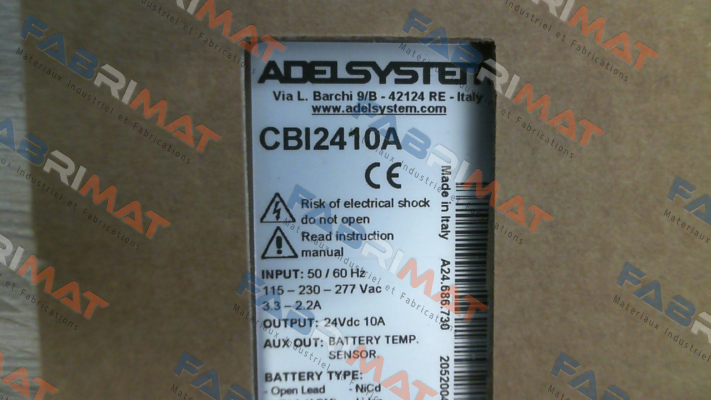 ADELSYSTEM
Via L. Barchi 9/B - 42124 RE - Italy
www.adelsystem.com
CBI2410A
CE
Risk of electrical shock
do not open
Read instruction
manual
INPUT: 50 / 60 Hz
115 - 230 - 277 Vac
3.3 - 2.2A
OUTPUT: 24Vdc 10A
AUX OUT: BATTERY TEMP.
SENSOR.
BATTERY TYPE:
- Open Lead - NiCd
Made in Italy A24.686.730
FABRIMAT
Materiaux Industriel et Fabrications